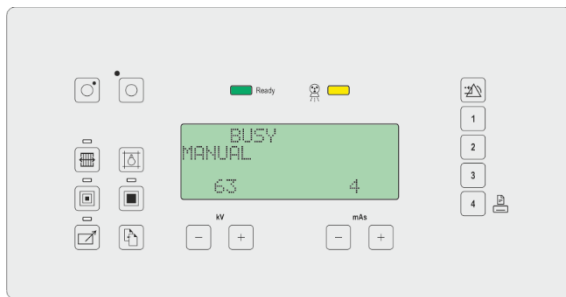 Ready
BUSY
MANUAL
63 4
kV mAs
- + - +
1
2
3
4